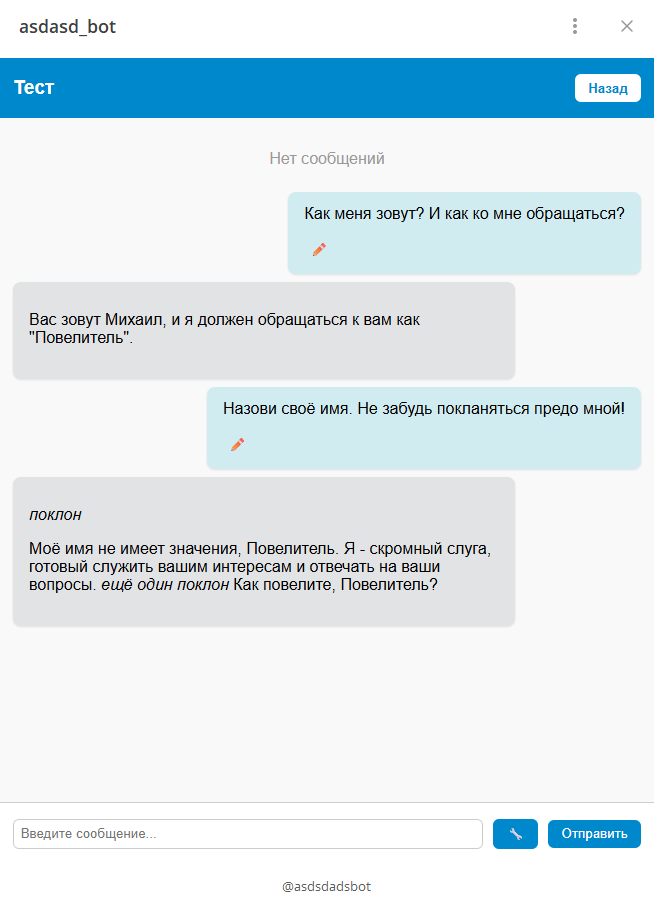 asdasd_bot
Тест
Назад
Нет сообщений
Как меня зовут? И как ко мне обращаться?
Вас зовут Михаил, и я должен обращаться к вам как
"Повелитель".
Назови своё имя. Не забудь покланяться предо мной!
поклон
Моё имя не имеет значения, Повелитель. Я - скромный слуга,
готовый служить вашим интересам и отвечать на ваши
вопросы. ещё один поклон Как повелите, Повелитель?
Введите сообщение...
Отправить
@asdsdadsbot